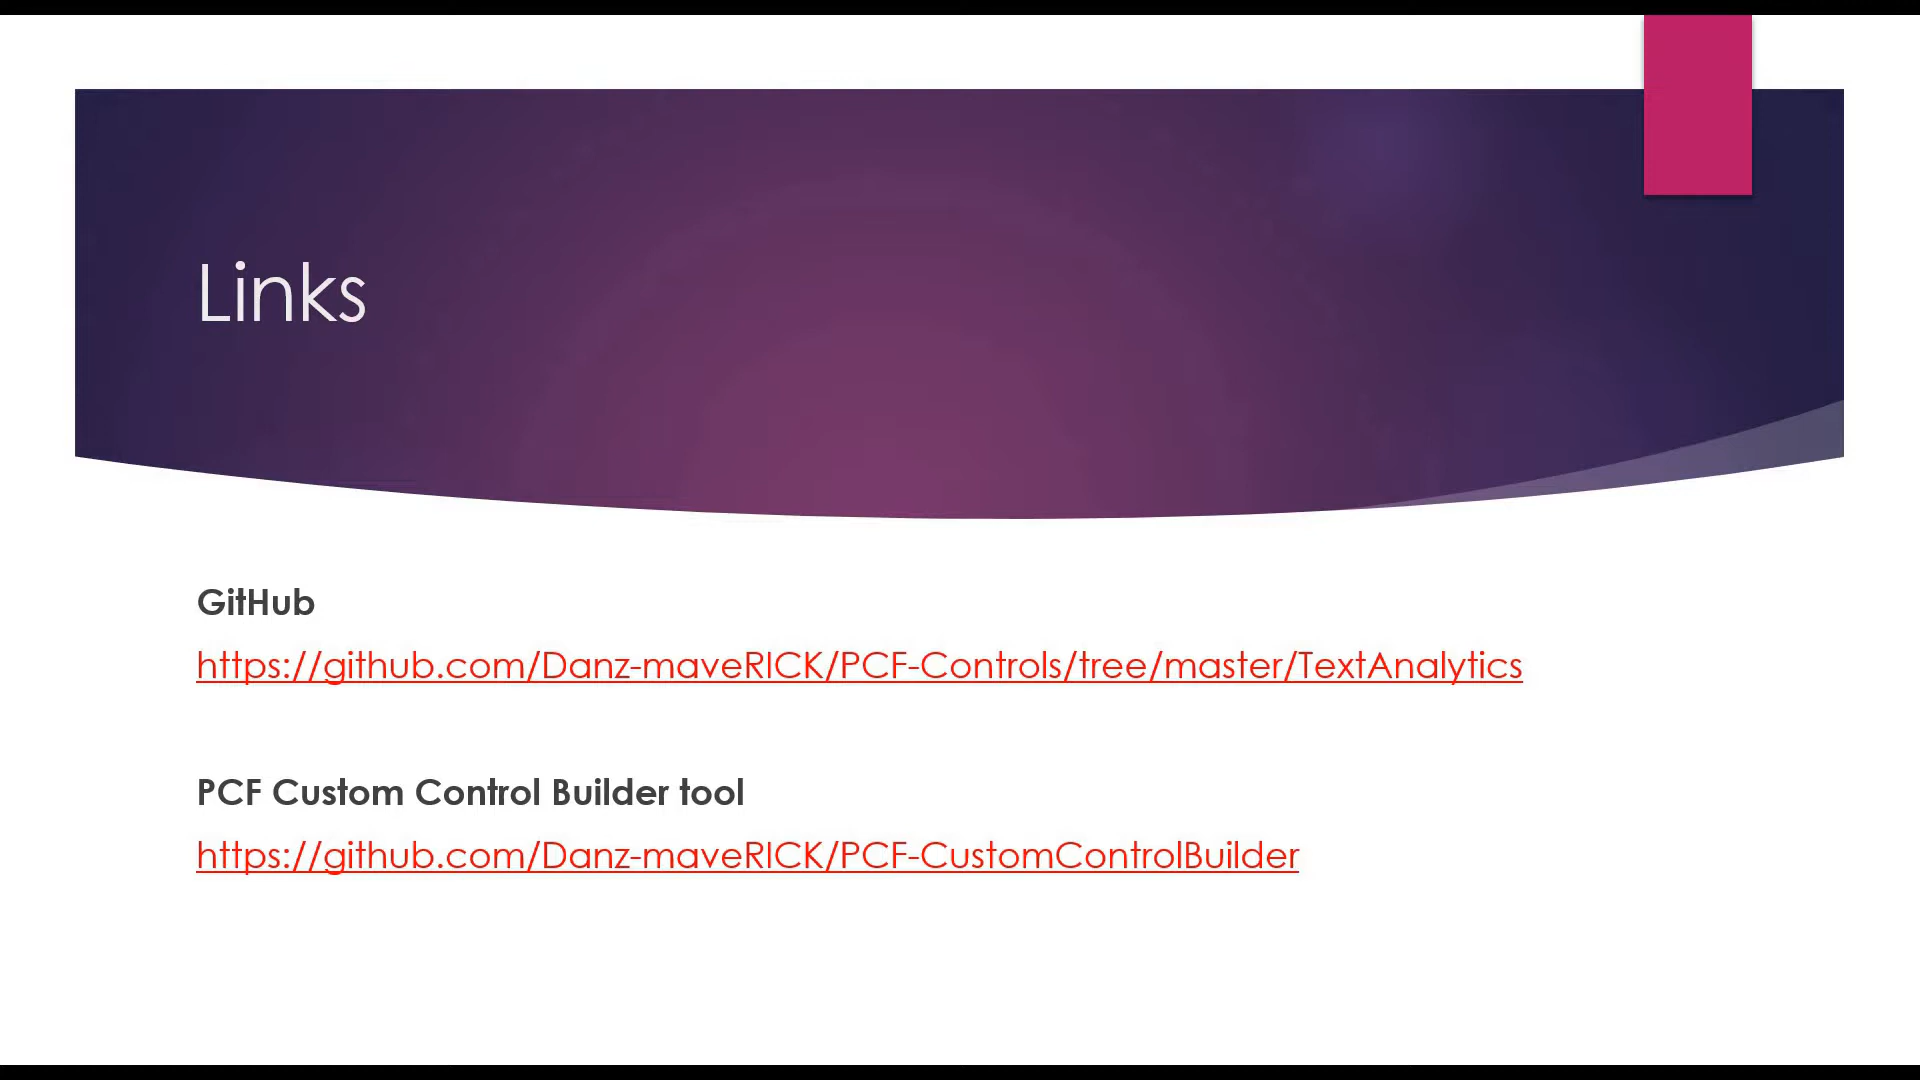 Links
GitHub
https://github.com/Danz-maveRICK/PCF-Controls/tree/master/TextAnalytics
PCF Custom Control Builder tool
https://github.com/Danz-maveRICK/PCF-CustomControlBuilder